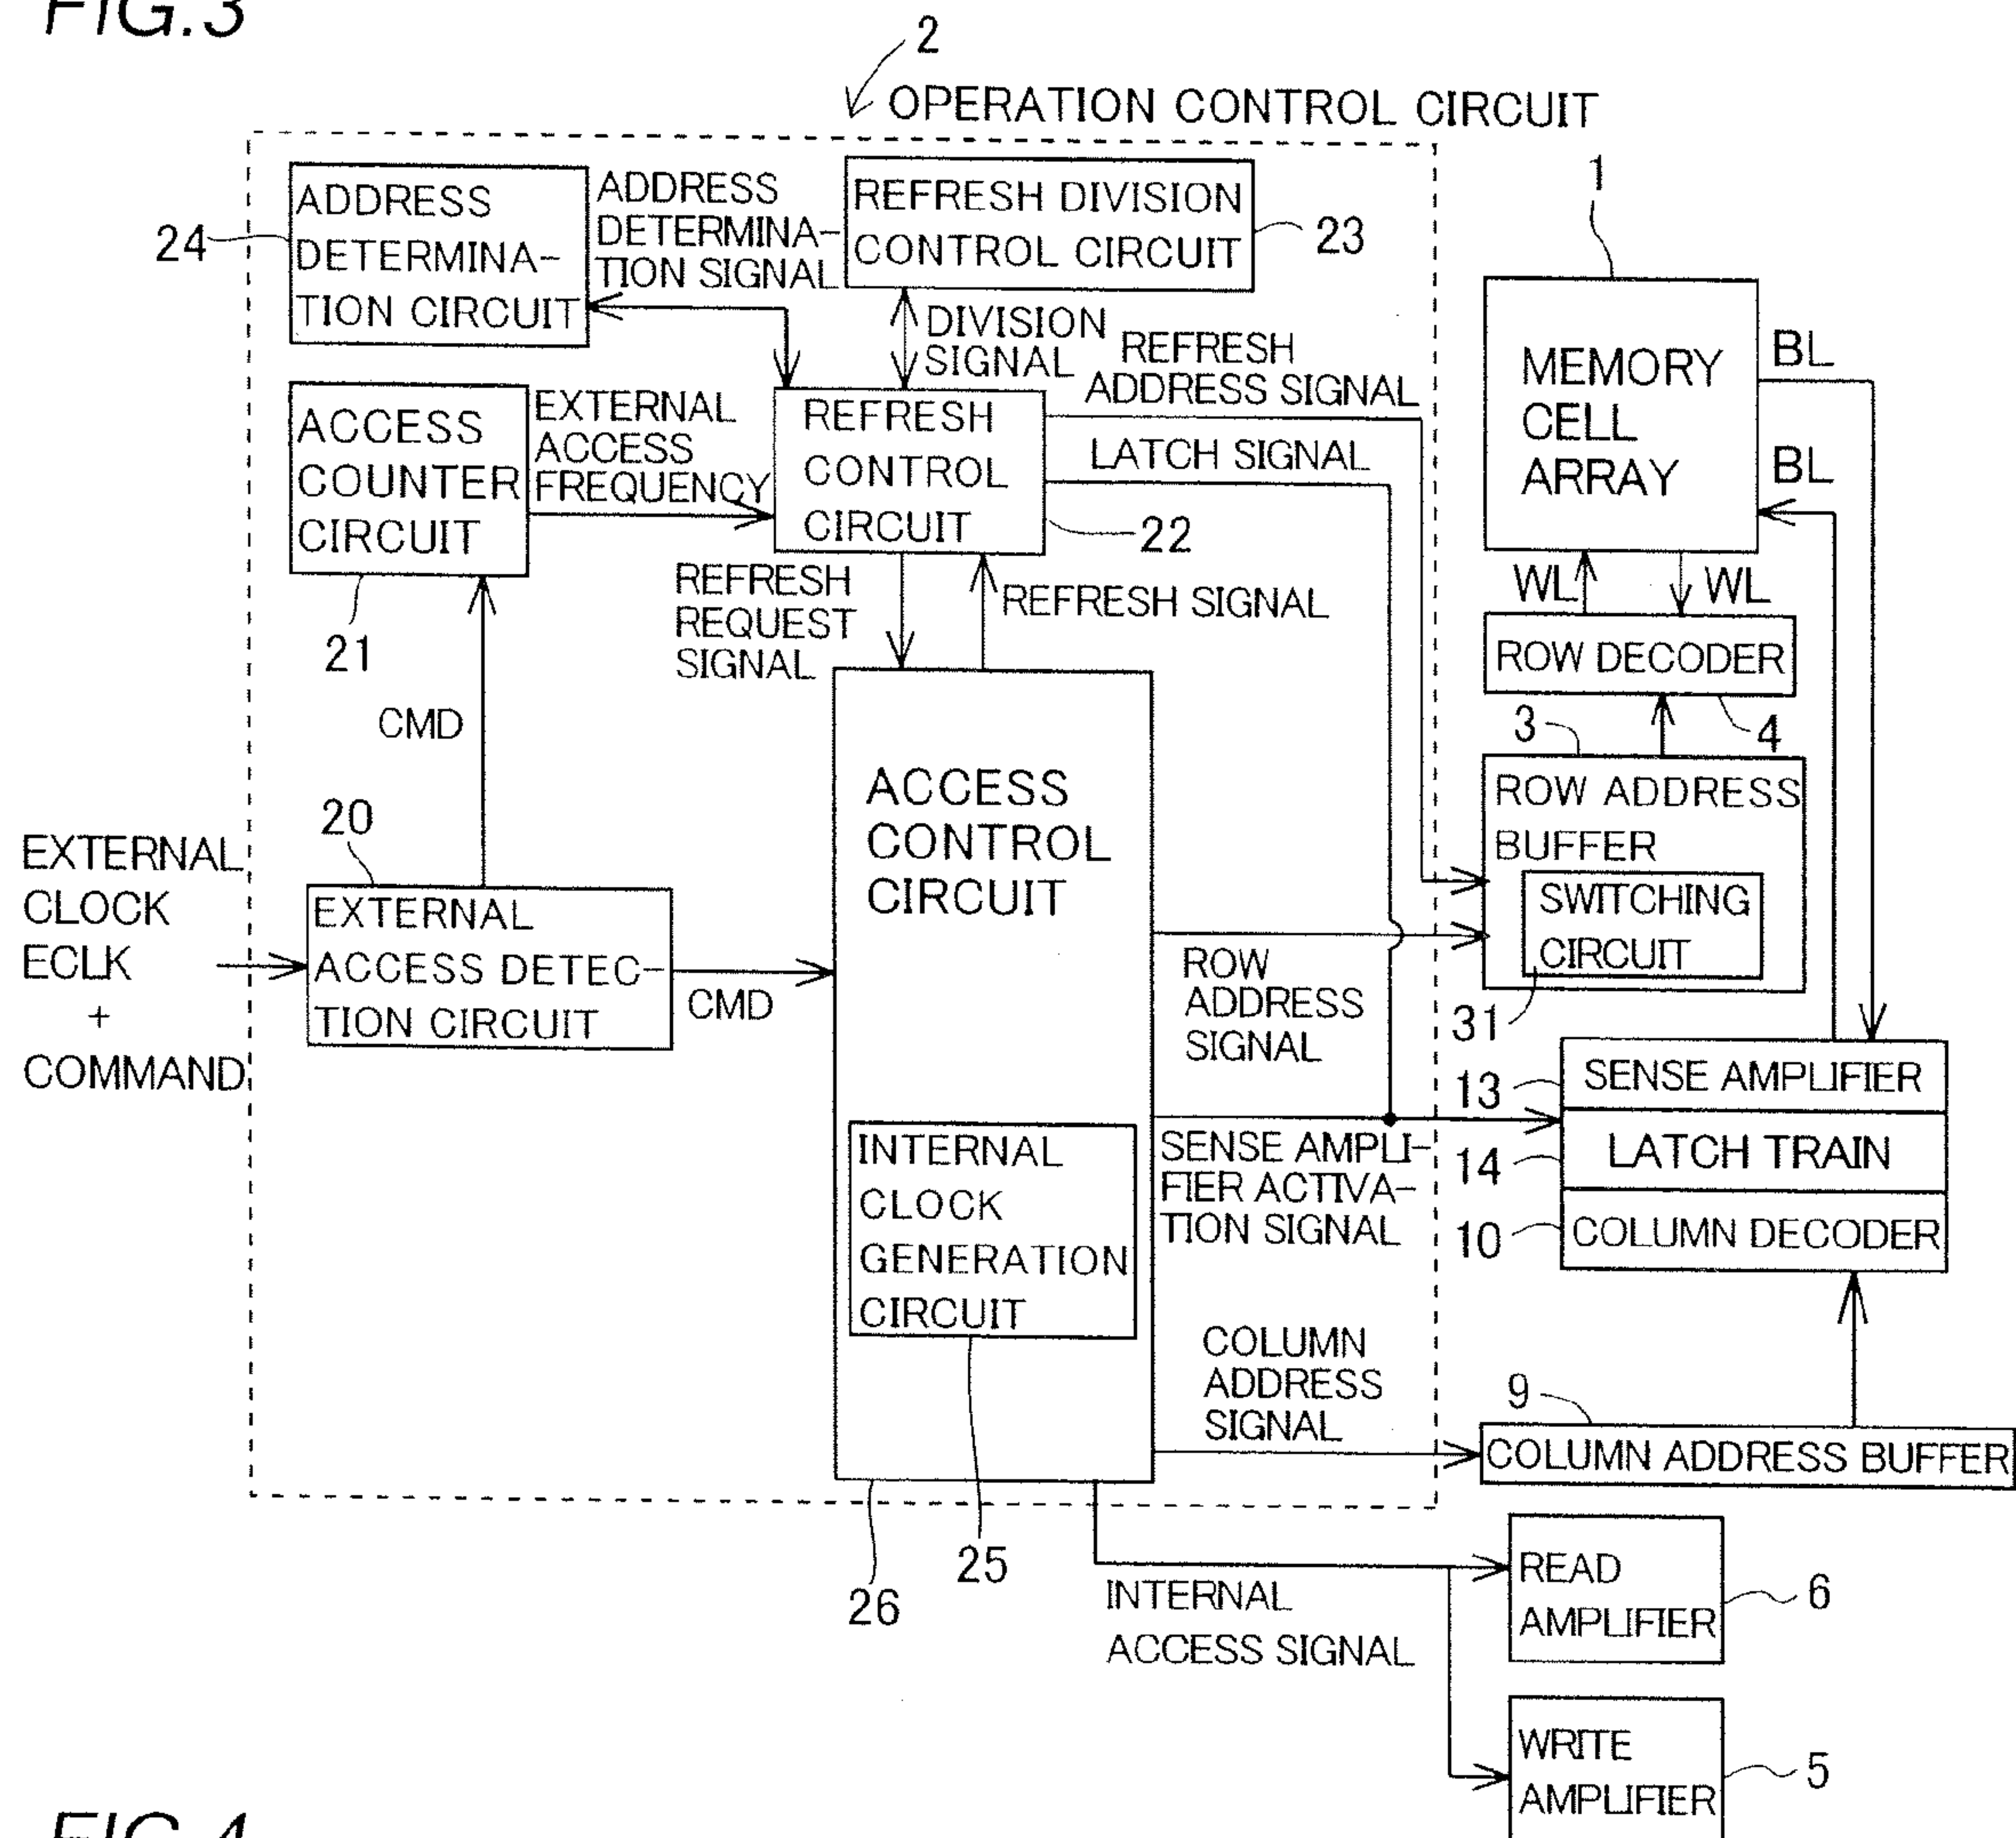 FIG.3
2
OPERATION CONTROL CIRCUIT
ADDRESS
DETERMINA-
TION CIRCUIT
24
ADDRESS
DETERMINA-
TION SIGNAL
REFRESH DIVISION
CONTROL CIRCUIT
23
DIVISION
SIGNAL
REFRESH
ADDRESS SIGNAL
1
MEMORY
CELL
ARRAY
BL
BL
ACCESS
COUNTER
CIRCUIT
21
EXTERNAL
ACCESS
FREQUENCY
REFRESH
CONTROL
CIRCUIT
22
LATCH SIGNAL
REFRESH
REQUEST
SIGNAL
REFRESH SIGNAL
WL
WL
ROW DECODER
4
3
ROW ADDRESS
BUFFER
SWITCHING
CIRCUIT
31
CMD
20
EXTERNAL
CLOCK
ECLK
+
COMMAND
EXTERNAL
ACCESS DETEC-
TION CIRCUIT
CMD
ACCESS
CONTROL
CIRCUIT
ROW
ADDRESS
SIGNAL
INTERNAL
CLOCK
GENERATION
CIRCUIT
SENSE AMPLI-
FIER ACTIVA-
TION SIGNAL
13
SENSE AMPLIFIER
14
LATCH TRAIN
10
COLUMN DECODER
COLUMN
ADDRESS
SIGNAL
9
COLUMN ADDRESS BUFFER
25
26
INTERNAL
ACCESS SIGNAL
READ
AMPLIFIER
6
WRITE
AMPLIFIER
5
FIG.4